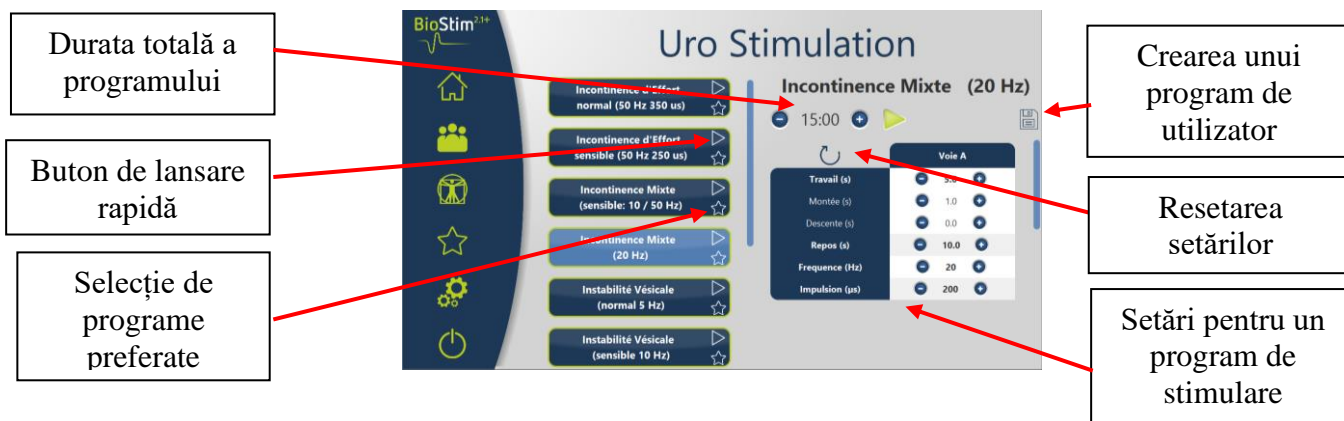 Durata totală a
programului
Buton de lansare
rapidă
Selecție de
programe
preferate
BioStim2.1+
Uro Stimulation
Incontinence d'Effort
normal (50 Hz 350 us)
Incontinence d'Effort
sensible (50 Hz 250 us)
Incontinence Mixte
(sensible: 10 / 50 Hz)
Incontinence Mixte
(20 Hz)
Instabilité Vésicale
(normal 5 Hz)
Instabilité Vésicale
(sensible 10 Hz)
Incontinence Mixte (20 Hz)
15:00
Voie A
Travail (s)
Montée (s) 1.0
Descente (s) 0.0
Repos (s) 10.0
Frequence (Hz) 20
Impulsion (µs) 200
Crearea unui
program de
utilizator
Resetarea
setărilor
Setări pentru un
program de
stimulare